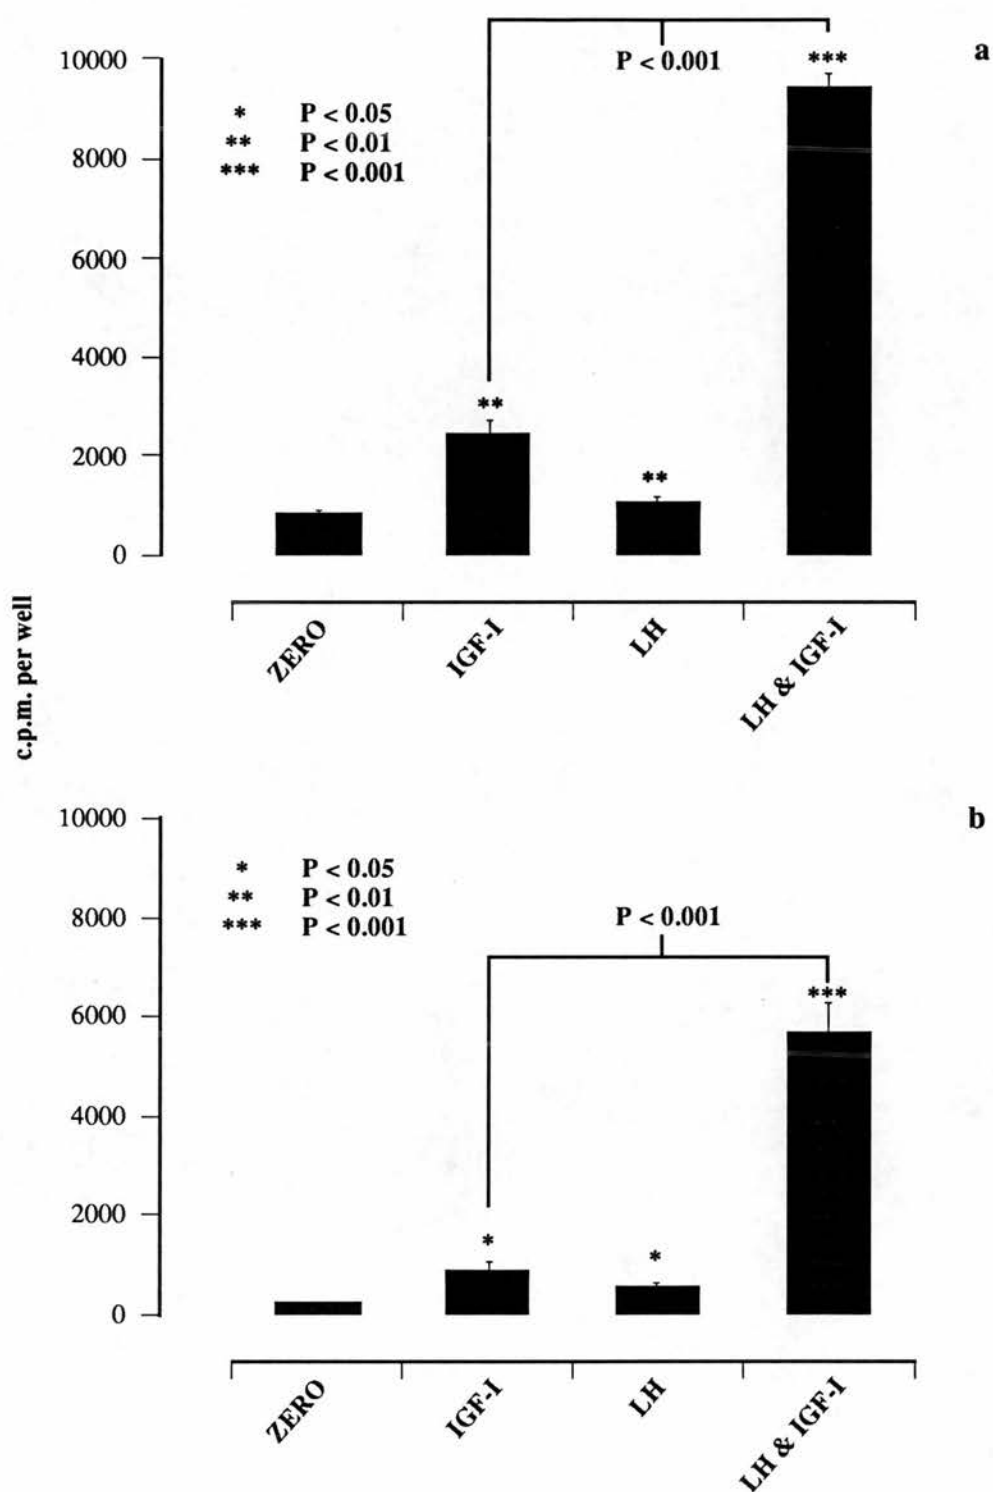 a
P < 0.001
10000
***
* P < 0.05
** P < 0.01
8000
*** P < 0.001
6000
4000
**
2000
**
0
ZERO
IGF-I
LH
LH & IGF-I
c.p.m. per well
b
10000
* P < 0.05
** P < 0.01
*** P < 0.001
8000
P < 0.001
***
6000
4000
2000
*
*
0
ZERO
IGF-I
LH
LH & IGF-I